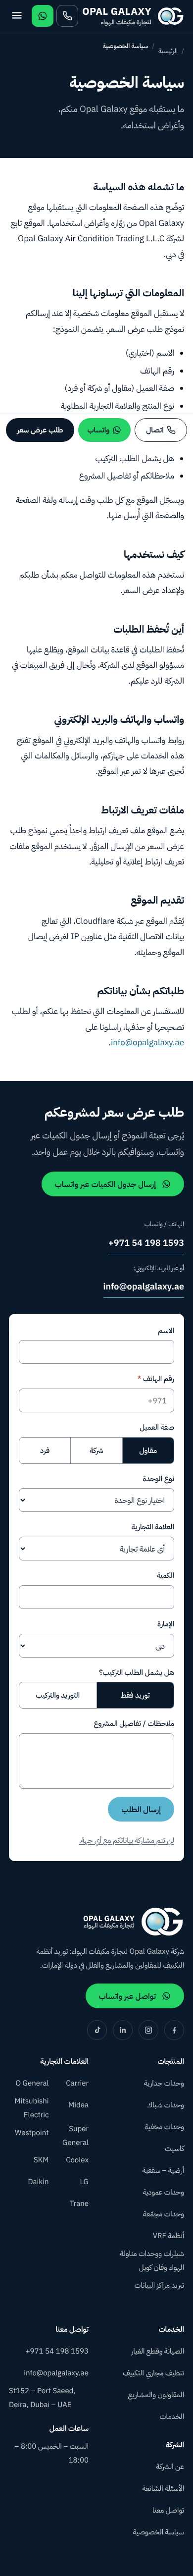 OPAL GALAXY
لتجارة مكيفات الهواء
الرئيسية / سياسة الخصوصية
سياسة الخصوصية
ما يستقبله موقع Opal Galaxy منكم،
وأغراض استخدامه.
ما تشمله هذه السياسة
توضّح هذه الصفحة المعلومات التي يستقبلها موقع
Opal Galaxy من زوّاره وأغراض استخدامها. الموقع تابع
لشركة Opal Galaxy Air Condition Trading L.L.C
في دبي.
المعلومات التي ترسلونها إلينا
لا يستقبل الموقع معلومات شخصية إلا عند إرسالكم
نموذج طلب عرض السعر. يتضمن النموذج:
الاسم (اختياري)
رقم الهاتف
صفة العميل (مقاول أو شركة أو فرد)
نوع المنتج والعلامة التجارية المطلوبة
اتصال
واتساب
طلب عرض سعر
هل يشمل الطلب التركيب
ملاحظاتكم أو تفاصيل المشروع
ويسجّل الموقع مع كل طلب وقت إرساله ولغة الصفحة
والصفحة التي أُرسل منها.
كيف نستخدمها
نستخدم هذه المعلومات للتواصل معكم بشأن طلبكم
ولإعداد عرض السعر.
أين تُحفظ الطلبات
تُحفظ الطلبات في قاعدة بيانات الموقع، ويطّلع عليها
مسؤولو الموقع لدى الشركة، وتُحال إلى فريق المبيعات في
الشركة للرد عليكم.
واتساب والهاتف والبريد الإلكتروني
روابط واتساب والهاتف والبريد الإلكتروني في الموقع تفتح
هذه الخدمات على جهازكم، والرسائل والمكالمات التي
تُجرى عبرها لا تمر عبر الموقع.
ملفات تعريف الارتباط
يضع الموقع ملف تعريف ارتباط واحداً يحمي نموذج طلب
عرض السعر من الإرسال المزوَّر. لا يستخدم الموقع ملفات
تعريف ارتباط إعلانية أو تحليلية.
تقديم الموقع
يُقدَّم الموقع عبر شبكة Cloudflare، التي تعالج
بيانات الاتصال التقنية مثل عناوين IP لغرض إيصال
الموقع وحمايته.
طلباتكم بشأن بياناتكم
للاستفسار عن المعلومات التي نحتفظ بها عنكم، أو لطلب
تصحيحها أو حذفها، راسلونا على
info@opalgalaxy.ae.
طلب عرض سعر لمشروعكم
يُرجى تعبئة النموذج أو إرسال جدول الكميات عبر
واتساب، وسنوافيكم بالرد خلال يوم عمل واحد.
إرسال جدول الكميات عبر واتساب
الهاتف / واتساب
+971 54 198 1593
أو عبر البريد الإلكتروني:
info@opalgalaxy.ae
الاسم
رقم الهاتف *
+971
صفة العميل
مقاول
شركة
فرد
نوع الوحدة
اختيار نوع الوحدة
العلامة التجارية
أي علامة تجارية
الكمية
الإمارة
دبي
هل يشمل الطلب التركيب؟
توريد فقط
التوريد والتركيب
ملاحظات / تفاصيل المشروع
إرسال الطلب
لن تتم مشاركة بياناتكم مع أي جهة.
OPAL GALAXY
لتجارة مكيفات الهواء
شركة Opal Galaxy لتجارة مكيفات الهواء: توريد أنظمة
التكييف للمقاولين والمشاريع والفلل في دولة الإمارات.
تواصل عبر واتساب
المنتجات
وحدات جدارية
وحدات شباك
وحدات مخفية
كاسيت
أرضية – سقفية
وحدات عمودية
وحدات مجمّعة
أنظمة VRF
شيلرات ووحدات مناولة
الهواء وفان كويل
تبريد مراكز البيانات
العلامات التجارية
Carrier
O General
Midea
Mitsubishi
Electric
Super
General
Westpoint
Coolex
SKM
LG
Daikin
Trane
الخدمات
الصيانة وقطع الغيار
تنظيف مجاري التكييف
المقاولون والمشاريع
الخدمات
الشركة
عن الشركة
الأسئلة الشائعة
تواصل معنا
سياسة الخصوصية
تواصل معنا
+971 54 198 1593
info@opalgalaxy.ae
St152 – Port Saeed,
Deira, Dubai – UAE
ساعات العمل
السبت – الخميس 8:00 –
18:00